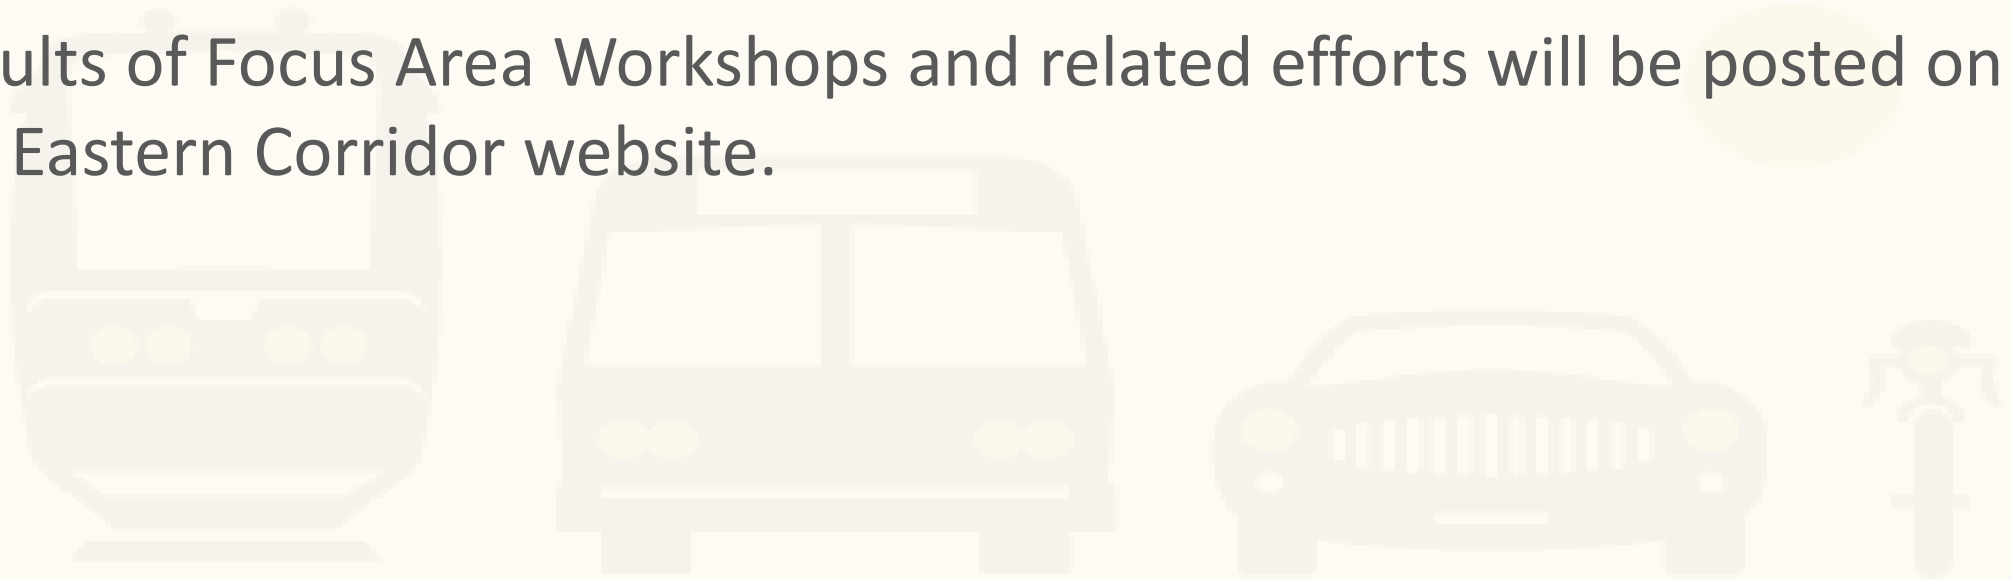 ults of Focus Area Workshops and related efforts will be posted on
Eastern Corridor website.